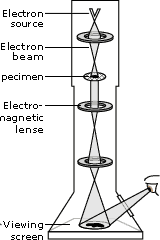 Electron
source
Electron
beam
pecimen
Electro-
magnetic
lense
Viewing
screen